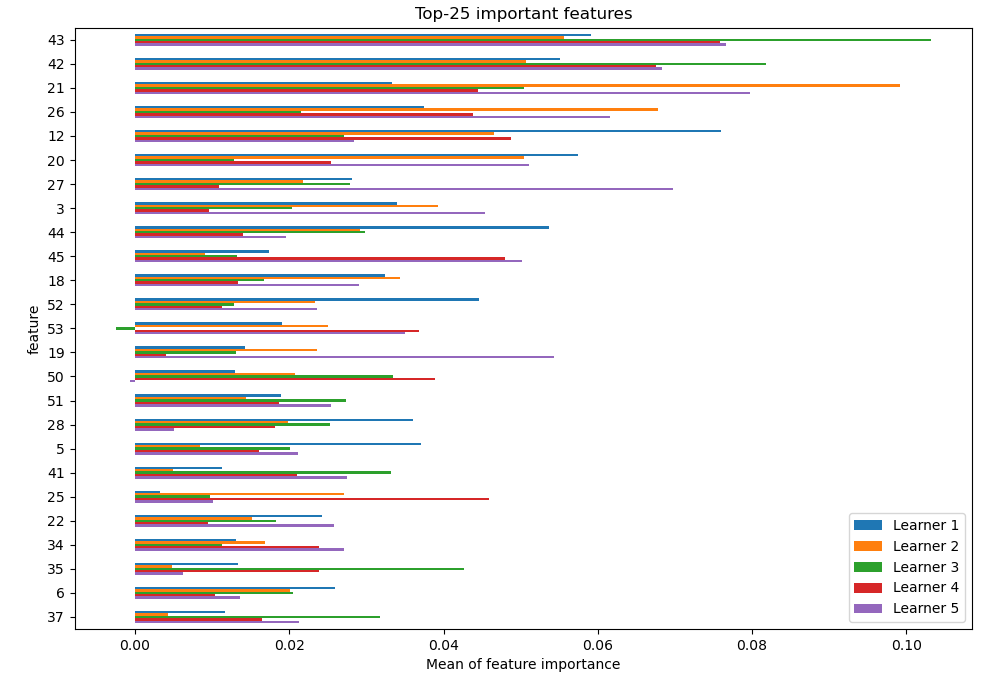 Top-25 important features
43
42
21
26
12
20
27
3
44
45
18
52
53
19
50
51
28
5
41
25
22
34
35
6
37
feature
0.00 0.02 0.04 0.06 0.08 0.10
Mean of feature importance
Learner 1
Learner 2
Learner 3
Learner 4
Learner 5